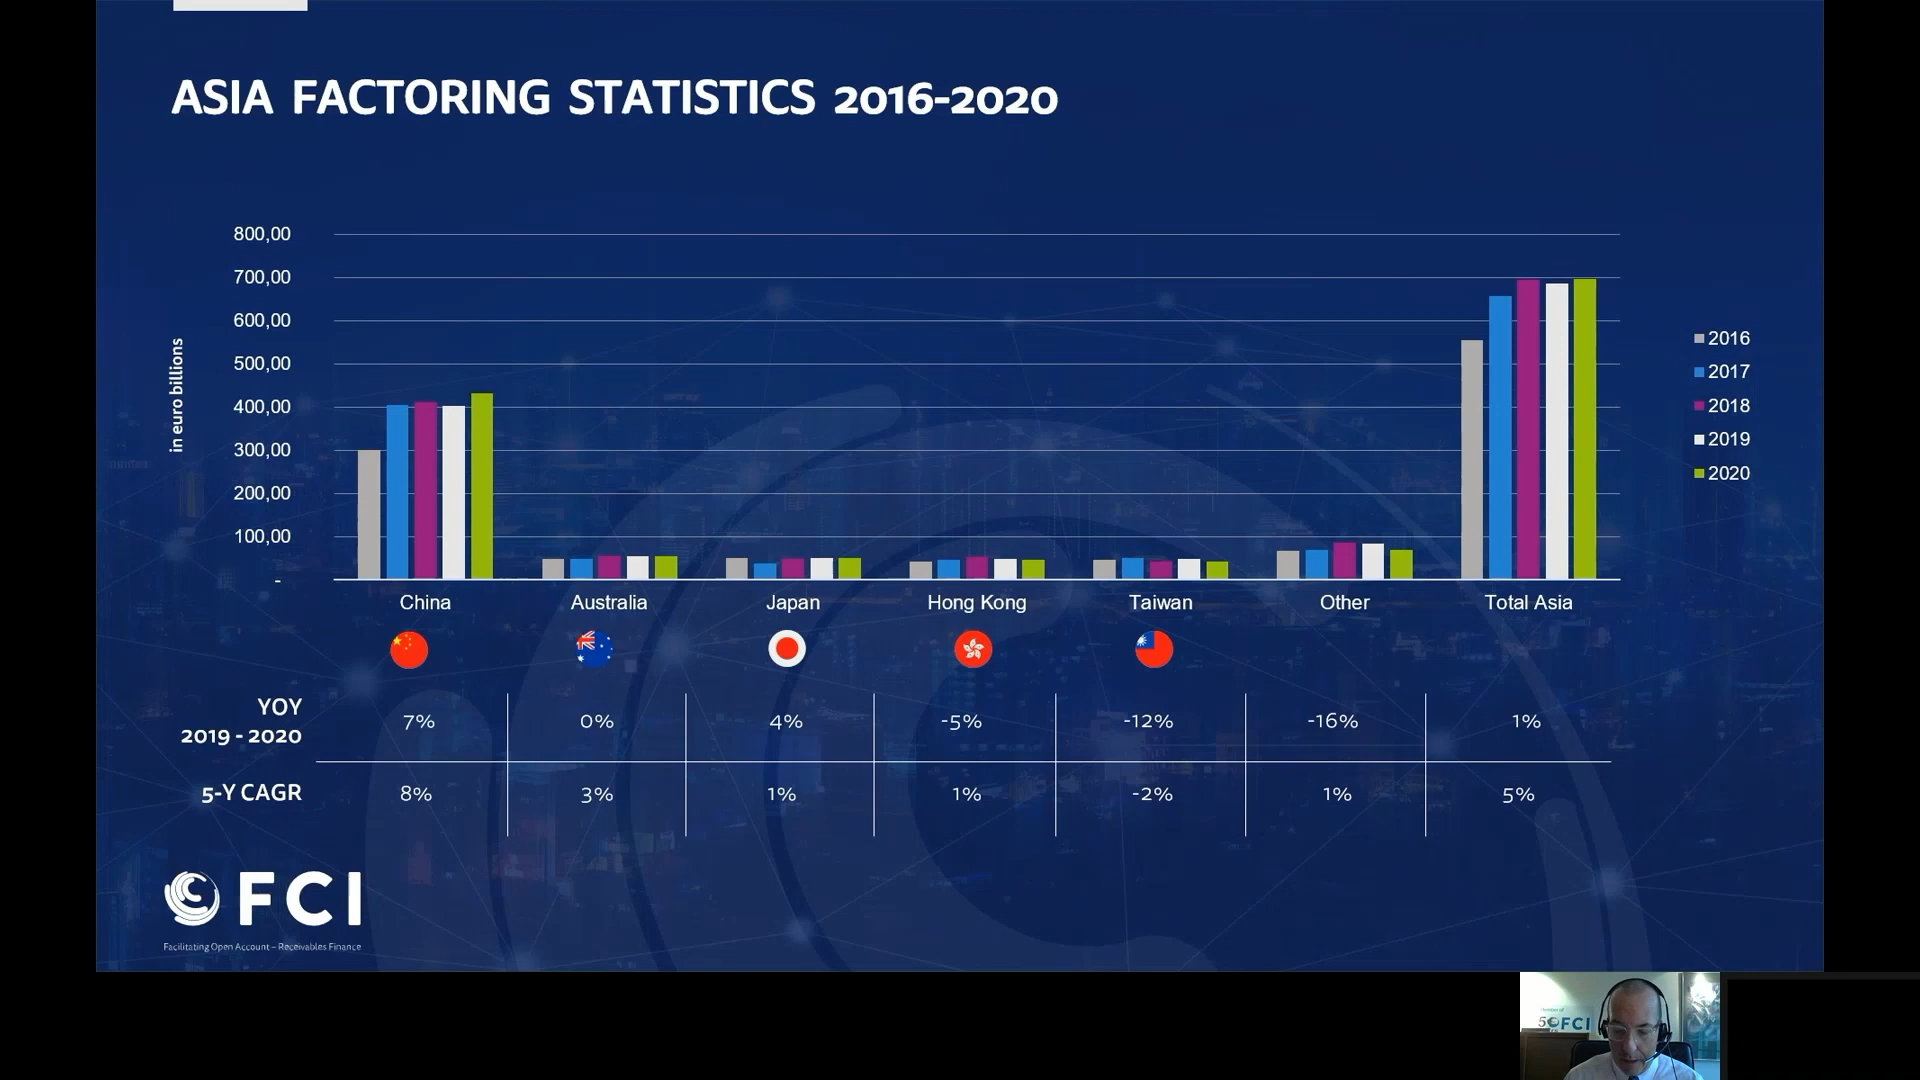 ASIA FACTORING STATISTICS 2016-2020
in euro billions
800,00
700,00
600,00
500,00
400,00
300,00
200,00
100,00
-
China Australia Japan Hong Kong Taiwan Other Total Asia
2016
2017
2018
2019
2020
YOY
2019 - 2020
7% 0% 4% -5% -12% -16% 1%
5-Y CAGR 8% 3% 1% 1% -2% 1% 5%
FCI
Facilitating Open Account – Receivables Finance
FCI